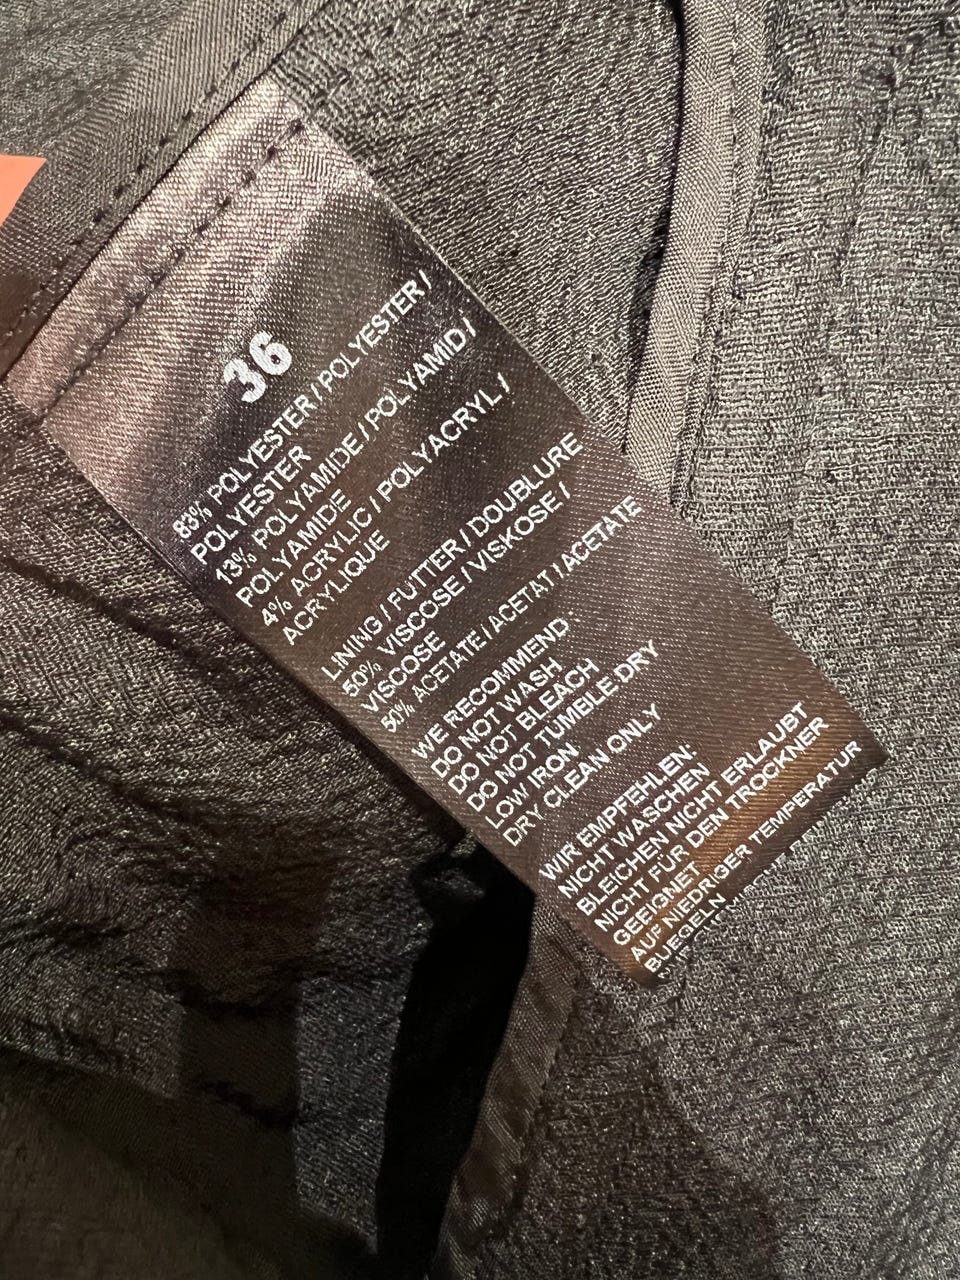 36
83% POLYESTER / POLYESTER /
POLYESTER
13% POLYAMIDE / POLYAMID /
POLYAMIDE
4% ACRYLIC / POLYACRYL /
ACRYLIQUE
LINING / FUTTER / DOUBLURE
50% VISCOSE / VISKOSE /
VISCOSE
50% ACETATE / ACETAT / ACETATE
WE RECOMMEND:
DO NOT WASH
DO NOT BLEACH
DO NOT TUMBLE DRY
LOW IRON
DRY CLEAN ONLY
WIR EMPFEHLEN:
NICHT WASCHEN
BLEICHEN NICHT ERLAUBT
NICHT FÜR DEN TROCKNER
GEEIGNET
AUF NIEDRIGER TEMPERATUR
BUEGELN